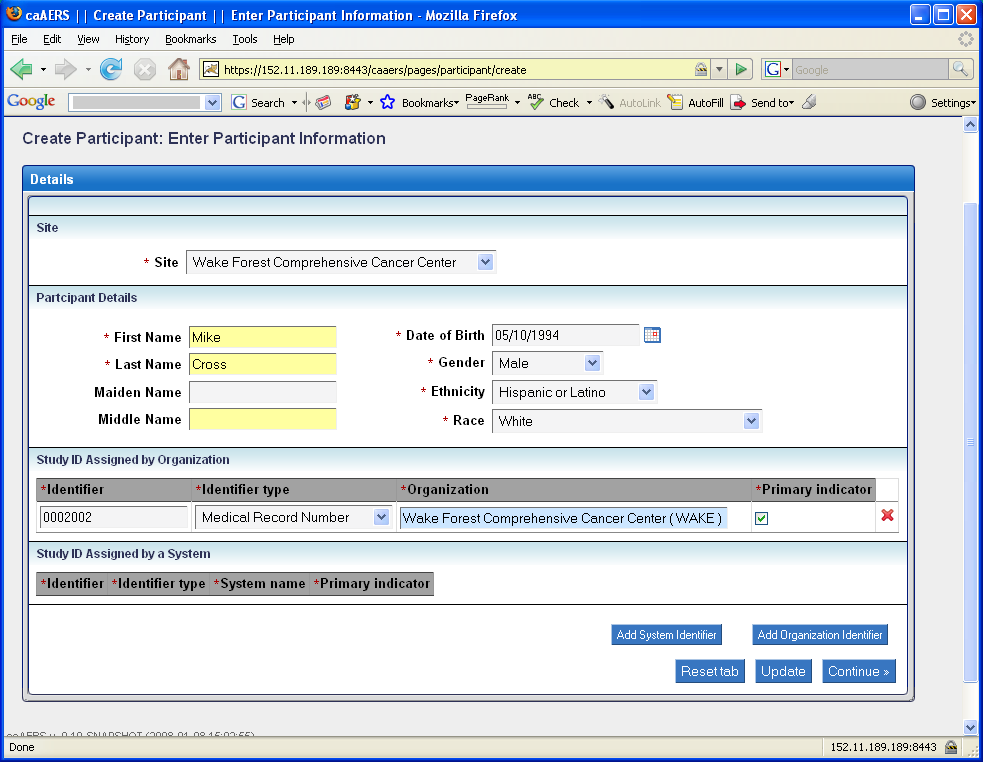 caAERS | | Create Participant | | Enter Participant Information - Mozilla Firefox
File Edit View History Bookmarks Tools Help
https://152.11.189.189:8443/caaers/pages/participant/create G Google
Google G Search Bookmarks PageRank ABC Check AutoLink AutoFill Send to Settings
Create Participant: Enter Participant Information
Details
Site
* Site Wake Forest Comprehensive Cancer Center
Partcipant Details
* First Name Mike * Date of Birth 05/10/1994
* Last Name Cross * Gender Male
Maiden Name * Ethnicity Hispanic or Latino
Middle Name * Race White
Study ID Assigned by Organization
*Identifier *Identifier type *Organization *Primary indicator
0002002 Medical Record Number Wake Forest Comprehensive Cancer Center ( WAKE )
Study ID Assigned by a System
*Identifier *Identifier type *System name *Primary indicator
Add System Identifier Add Organization Identifier
Reset tab Update Continue »
caAERS v. 0.10-SNAPSHOT (2008-01-08 15:02:55)
Done 152.11.189.189:8443